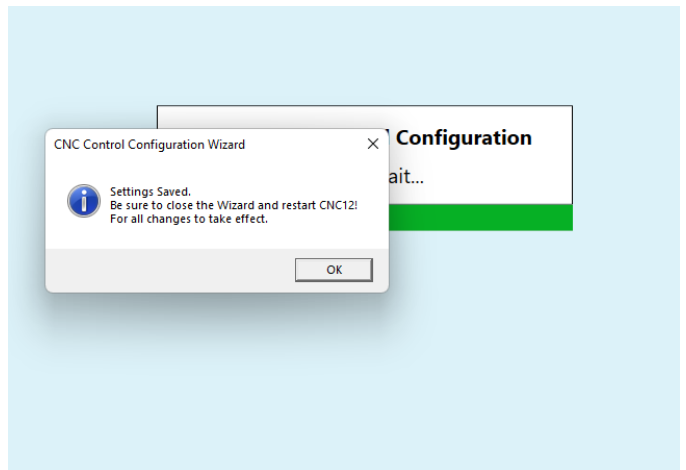 Configuration
CNC Control Configuration Wizard
ait...
Settings Saved.
Be sure to close the Wizard and restart CNC12!
For all changes to take effect.
OK